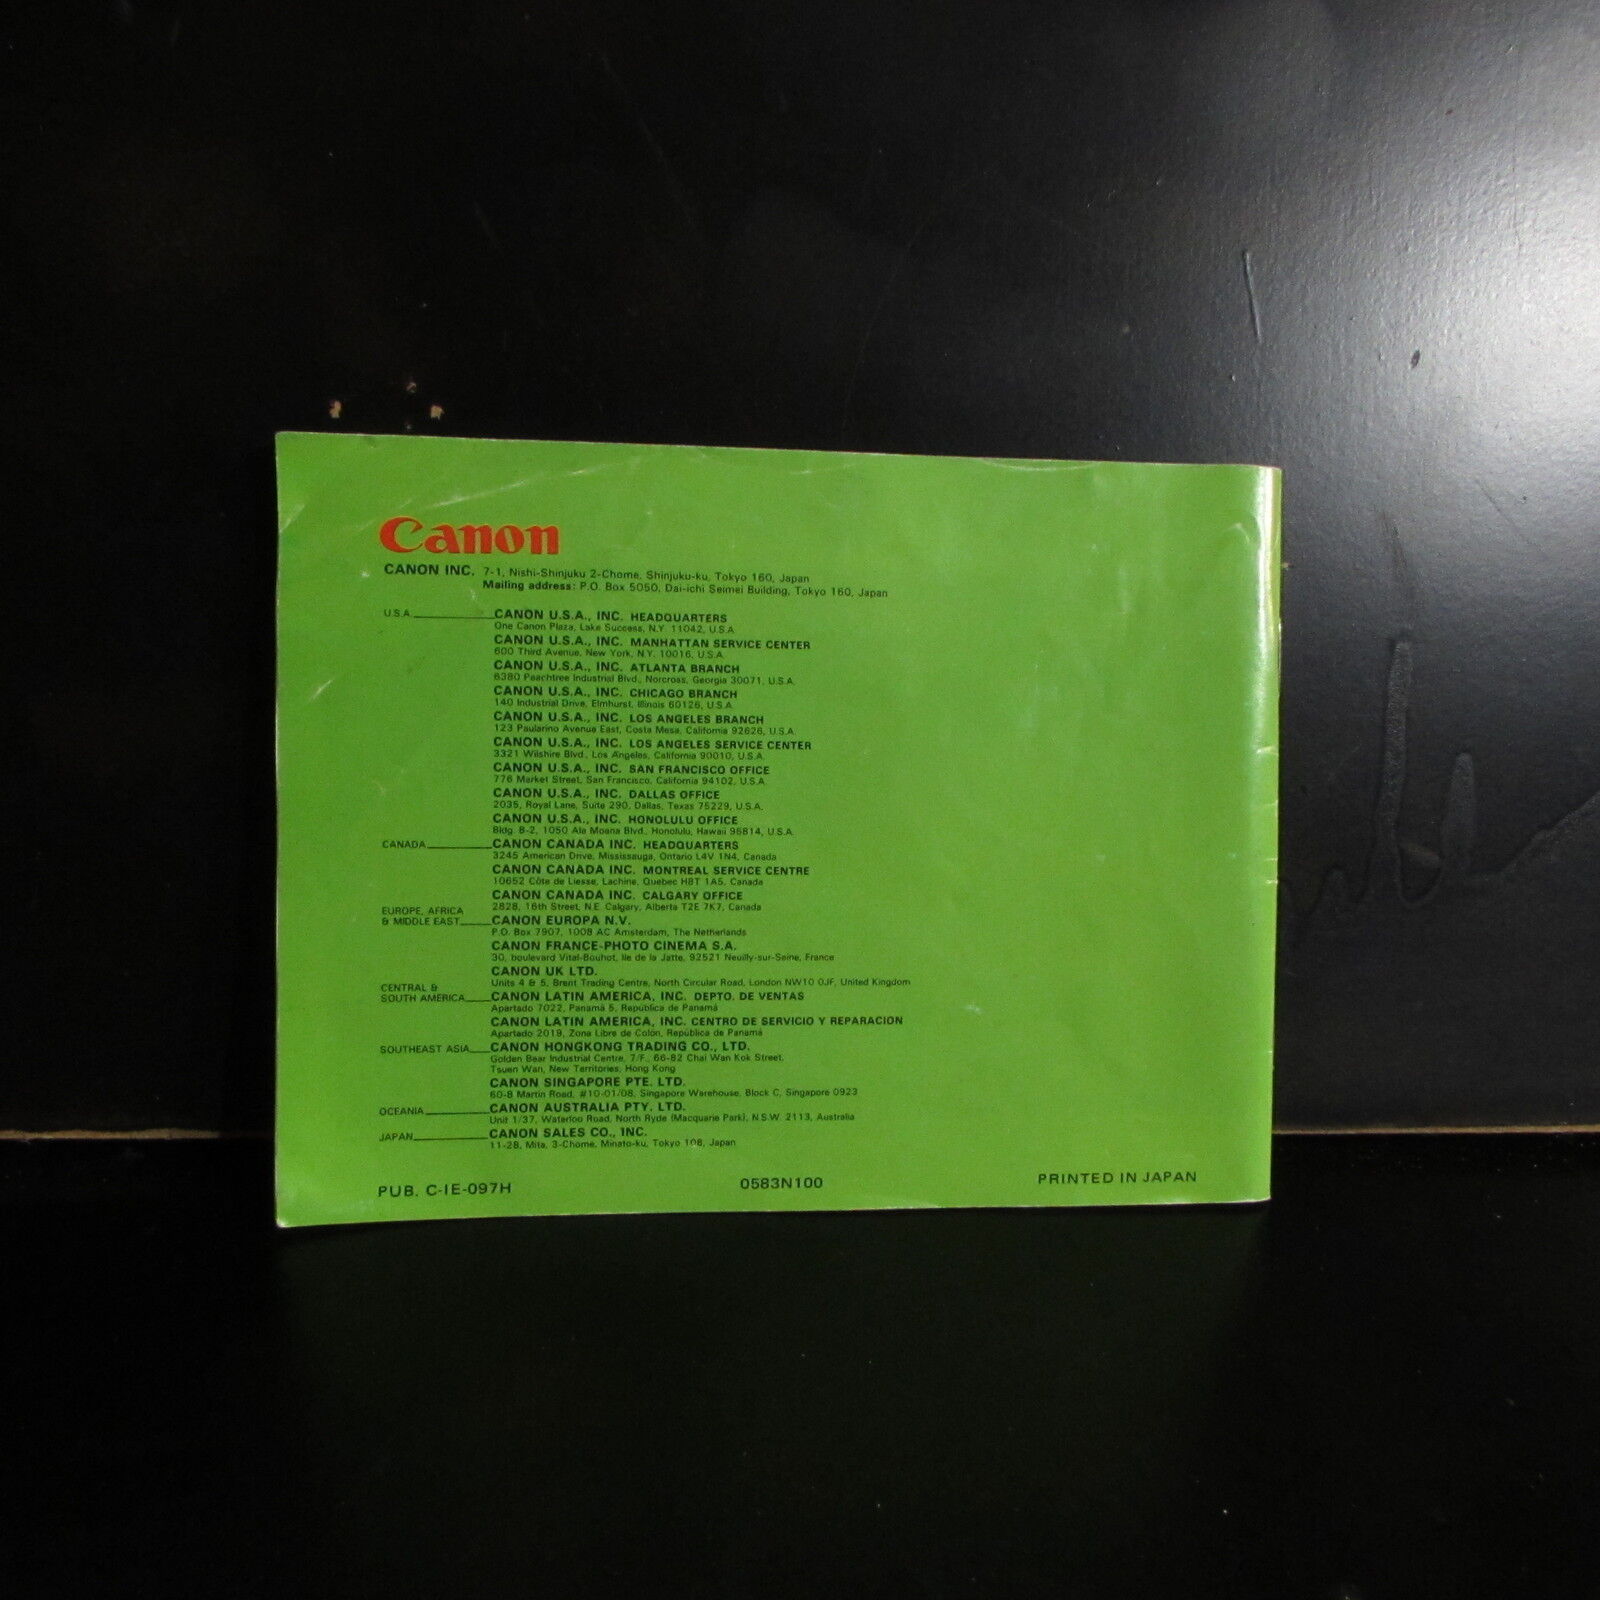 Canon
CANON INC. 7-1, Nishi-Shinjuku 2-Chome, Shinjuku-ku, Tokyo 160, Japan
Mailing address: P.O. Box 5050, Dai-ichi Seimei Building, Tokyo 160, Japan
U.S.A. CANON U.S.A., INC. HEADQUARTERS
One Canon Plaza, Lake Success, N.Y. 11042, U.S.A.
CANON U.S.A., INC. MANHATTAN SERVICE CENTER
600 Third Avenue, New York, N.Y. 10016, U.S.A.
CANON U.S.A., INC. ATLANTA BRANCH
6380 Peachtree Industrial Blvd., Norcross, Georgia 30071, U.S.A.
CANON U.S.A., INC. CHICAGO BRANCH
140 Industrial Drive, Elmhurst, Illinois 60126, U.S.A.
CANON U.S.A., INC. LOS ANGELES BRANCH
123 Paularino Avenue East, Costa Mesa, California 92626, U.S.A.
CANON U.S.A., INC. LOS ANGELES SERVICE CENTER
3321 Wilshire Blvd., Los Angeles, California 90010, U.S.A.
CANON U.S.A., INC. SAN FRANCISCO OFFICE
776 Market Street, San Francisco, California 94102, U.S.A.
CANON U.S.A., INC. DALLAS OFFICE
2035, Royal Lane, Suite 290, Dallas, Texas 75229, U.S.A.
CANON U.S.A., INC. HONOLULU OFFICE
Bldg. B-2, 1050 Ala Moana Blvd., Honolulu, Hawaii 96814, U.S.A.
CANADA CANON CANADA INC. HEADQUARTERS
3245 American Drive, Mississauga, Ontario L4V 1N4, Canada
CANON CANADA INC. MONTREAL SERVICE CENTRE
10652 Côte de Liesse, Lachine, Quebec H8T 1A5, Canada
CANON CANADA INC. CALGARY OFFICE
2828, 16th Street, N.E. Calgary, Alberta T2E 7K7, Canada
EUROPE, AFRICA
& MIDDLE EAST CANON EUROPA N.V.
P.O. Box 7907, 1008 AC Amsterdam, The Netherlands
CANON FRANCE-PHOTO CINEMA S.A.
30, boulevard Vital-Bouhot, Ile de la Jatte, 92521 Neuilly-sur-Seine, France
CANON UK LTD.
Units 4 & 5, Brent Trading Centre, North Circular Road, London NW10 0JF, United Kingdom
CENTRAL &
SOUTH AMERICA CANON LATIN AMERICA, INC. DEPTO. DE VENTAS
Apartado 7022, Panamá 5, República de Panamá
CANON LATIN AMERICA, INC. CENTRO DE SERVICIO Y REPARACION
Apartado 2019, Zona Libre de Colón, República de Panamá
SOUTHEAST ASIA CANON HONGKONG TRADING CO., LTD.
Golden Bear Industrial Centre, 7/F., 66-82 Chai Wan Kok Street,
Tsuen Wan, New Territories, Hong Kong
CANON SINGAPORE PTE. LTD.
60-8 Martin Road, #10-01/08, Singapore Warehouse, Block C, Singapore 0923
OCEANIA CANON AUSTRALIA PTY. LTD.
Unit 1/37, Waterloo Road, North Ryde (Macquarie Park), N.S.W. 2113, Australia
JAPAN CANON SALES CO., INC.
11-28, Mita, 3-Chome, Minato-ku, Tokyo 108, Japan
PUB. C-IE-097H 0583N100 PRINTED IN JAPAN